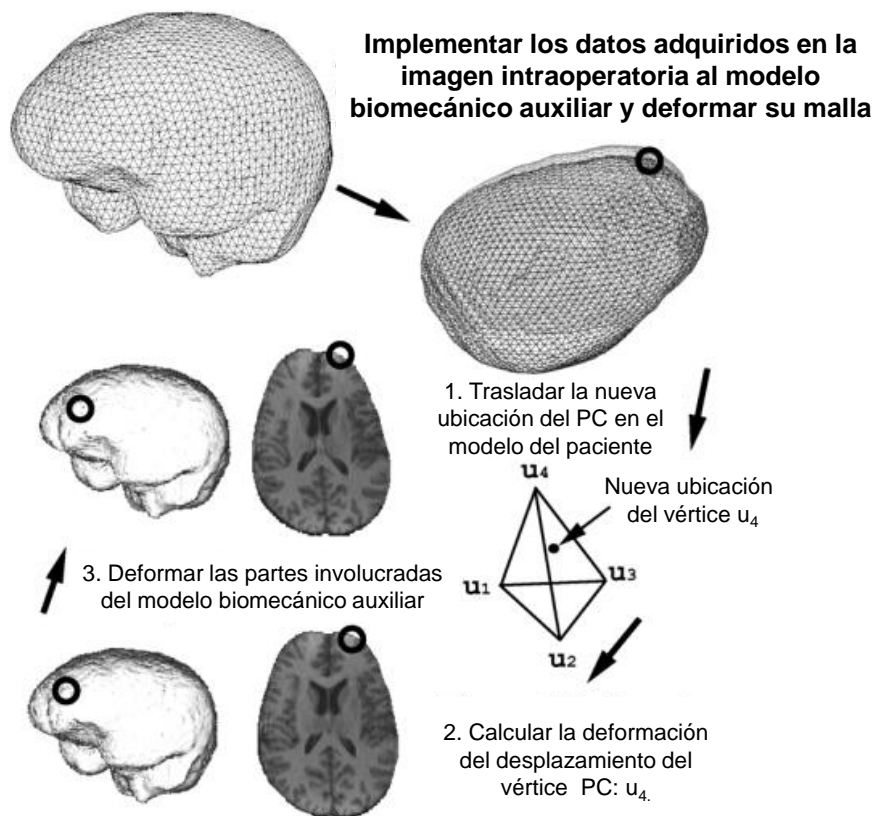 Implementar los datos adquiridos en la
imagen intraoperatoria al modelo
biomecánico auxiliar y deformar su malla
1. Trasladar la nueva
ubicación del PC en el
modelo del paciente
u4
Nueva ubicación
del vértice u4
u1
u3
u2
2. Calcular la deformación
del desplazamiento del
vértice PC: u4.
3. Deformar las partes involucradas
del modelo biomecánico auxiliar